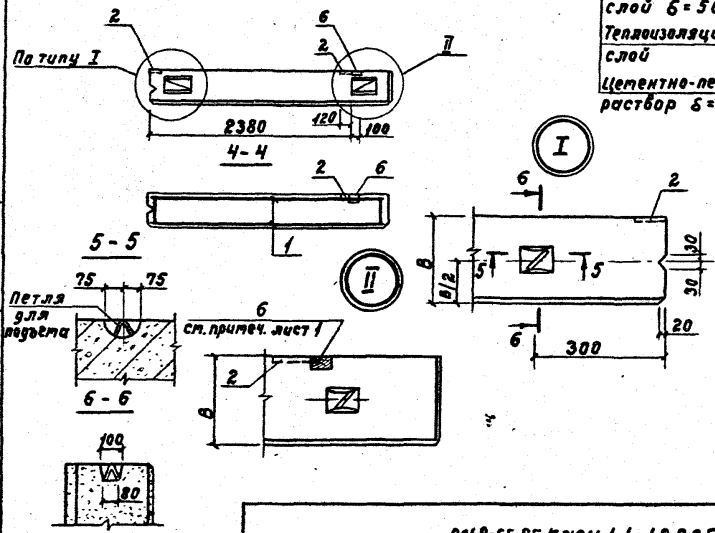 2
6
2
II
По типу I
120
100
2380
4-4
2
6
1
слой δ = 5
Теплоизоляц
слой
Цементно-пе
раствор δ =
I
6
2
В
В/2
5
5
30
30
6
300
20
5 - 5
75
75
Петля
для
подъёма
II
6
см. примеч. лист 1
2
В
6 - 6
100
80